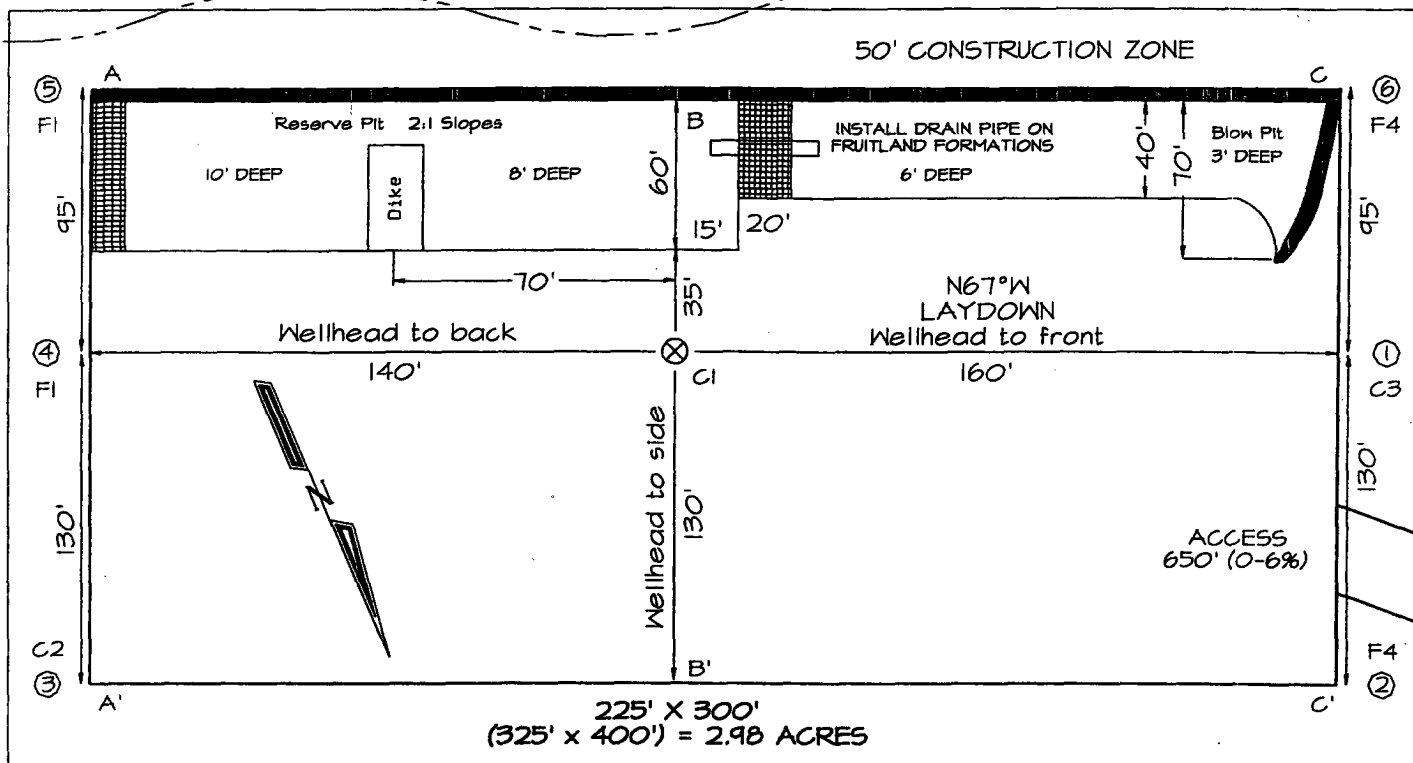 50' CONSTRUCTION ZONE
A
C
5
6
F1
F4
Reserve Pit 2:1 Slopes
B
INSTALL DRAIN PIPE ON
FRUITLAND FORMATIONS
Blow Pit
3' DEEP
10' DEEP
Dike
8' DEEP
60'
6' DEEP
40'
70'
95'
95'
15'
20'
70'
35'
N67°W
LAYDOWN
Wellhead to back
Wellhead to front
4
1
140'
C1
160'
F1
C3
Wellhead to side
N
130'
130'
130'
ACCESS
650' (0-6%)
C2
F4
3
B'
2
A'
C'
225' X 300'
(325' x 400') = 2.98 ACRES